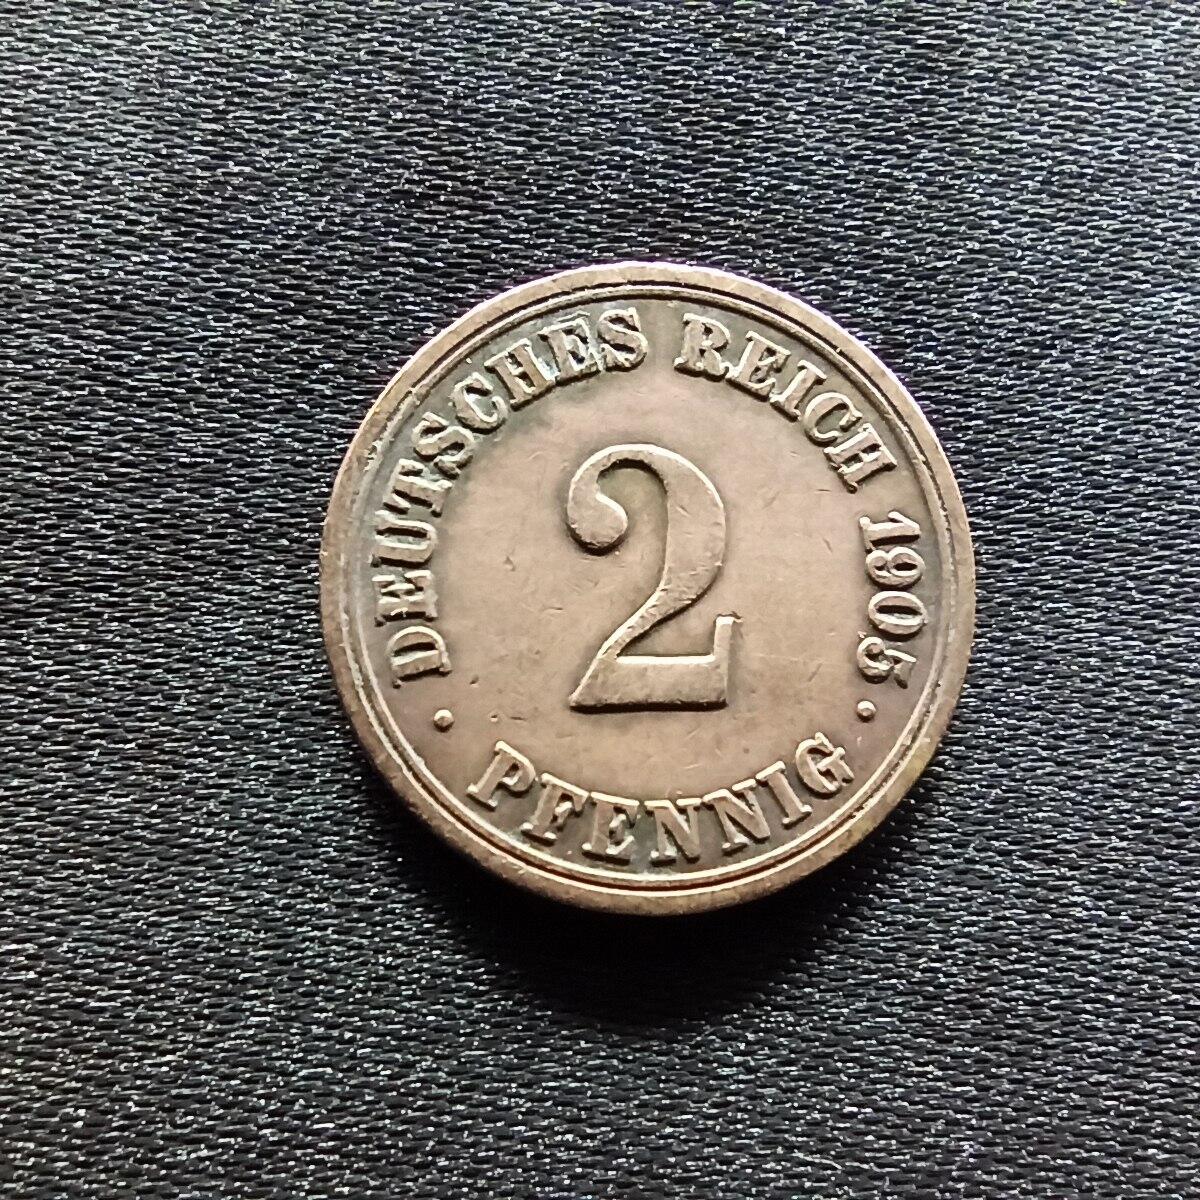 DEUTSCHES REICH 1905
2
· PFENNIG ·